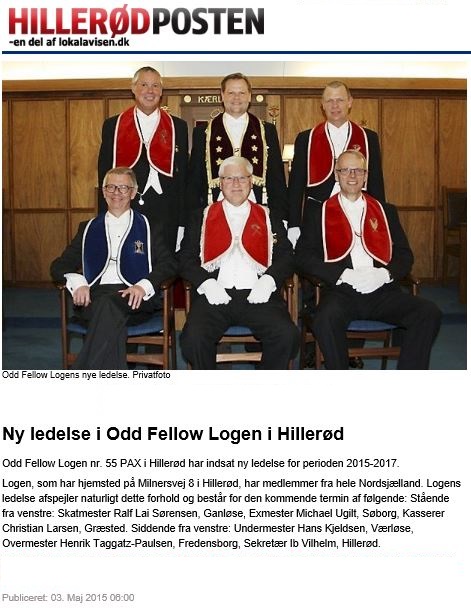 HILLERØDPOSTEN
-en del af lokalavisen.dk
KÆRL
Odd Fellow Logens nye ledelse. Privatfoto
Ny ledelse i Odd Fellow Logen i Hillerød
Odd Fellow Logen nr. 55 PAX i Hillerød har indsat ny ledelse for perioden 2015-2017.
Logen, som har hjemsted på Milnersvej 8 i Hillerød, har medlemmer fra hele Nordsjælland. Logens
ledelse afspejler naturligt dette forhold og består for den kommende termin af følgende: Stående
fra venstre: Skatmester Ralf Lai Sørensen, Ganløse, Exmester Michael Ugilt, Søborg, Kasserer
Christian Larsen, Græsted. Siddende fra venstre: Undermester Hans Kjeldsen, Værløse,
Overmester Henrik Taggatz-Paulsen, Fredensborg, Sekretær Ib Vilhelm, Hillerød.
Publiceret: 03. Maj 2015 06:00